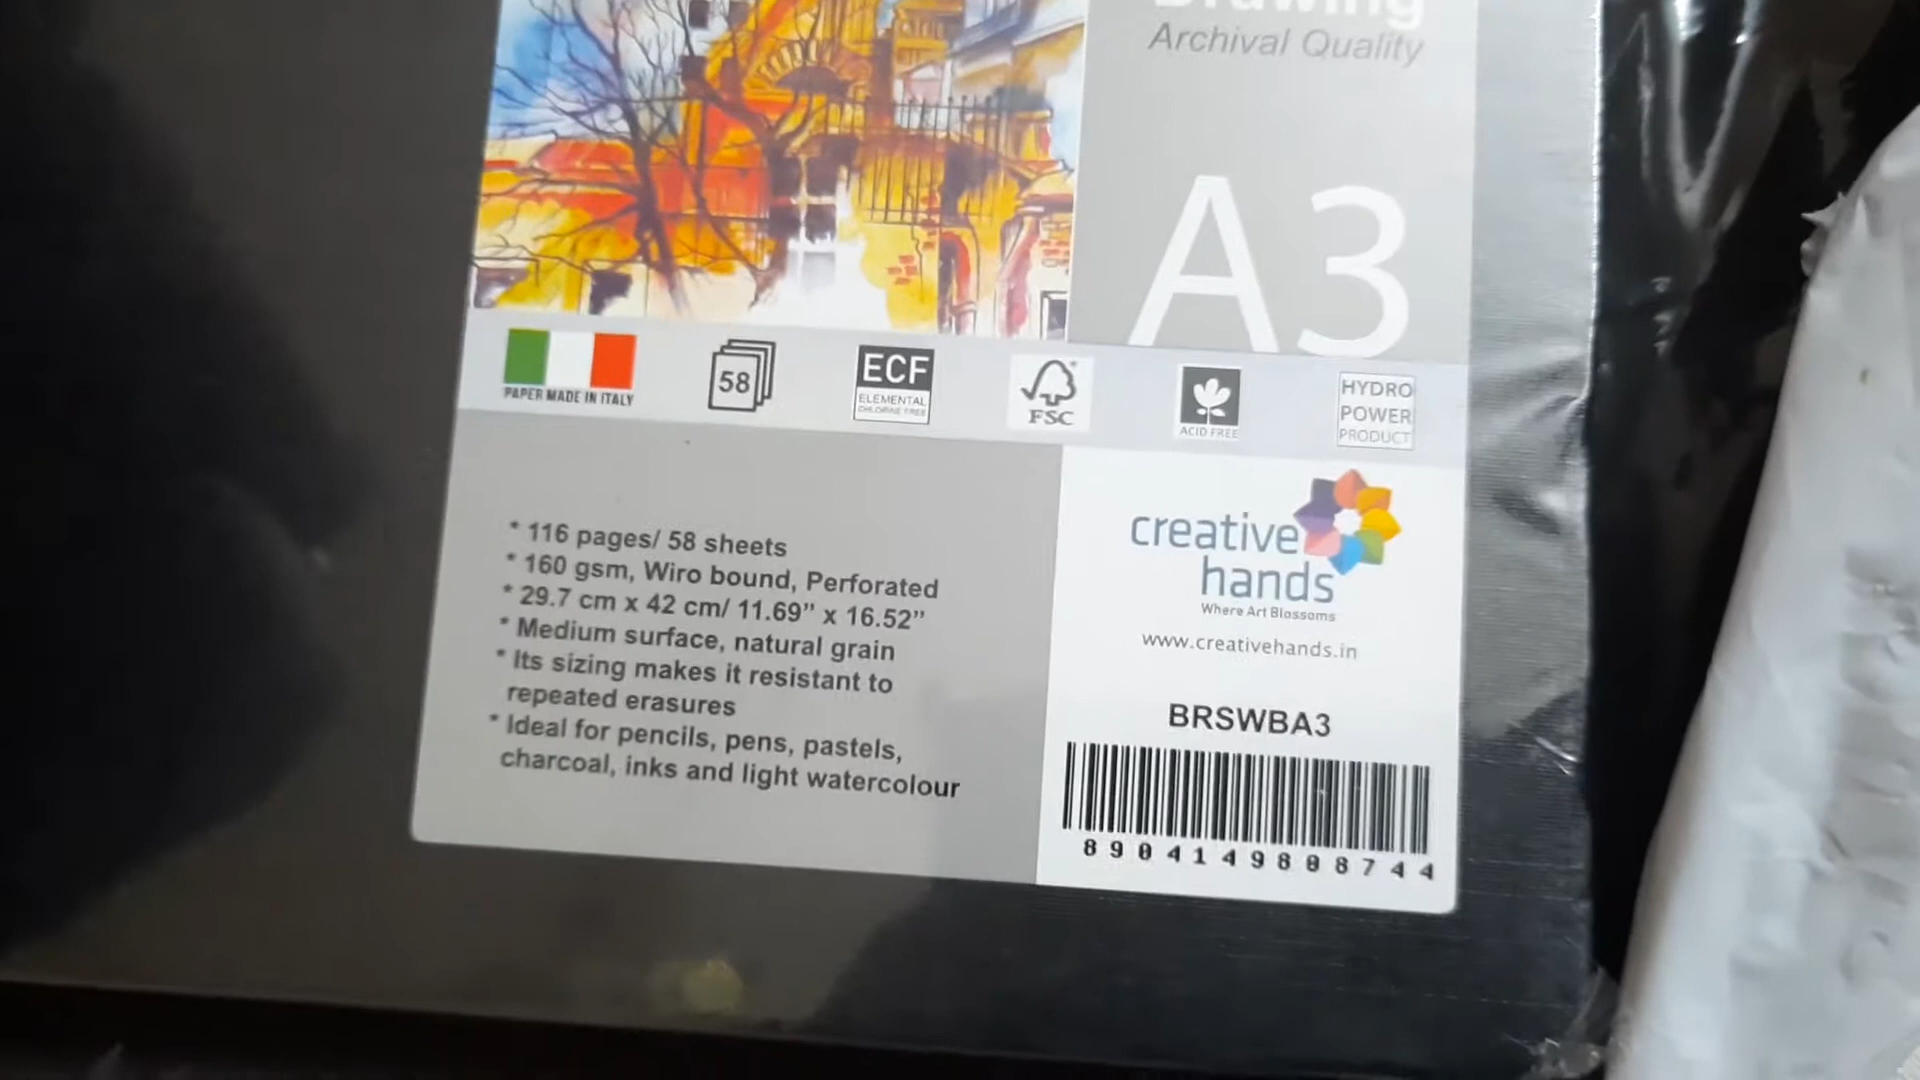 Drawing
Archival Quality
A3
PAPER MADE IN ITALY
58
ECF
ELEMENTAL
CHLORINE FREE
FSC
ACID FREE
HYDRO
POWER
PRODUCT
* 116 pages/ 58 sheets
* 160 gsm, Wiro bound, Perforated
* 29.7 cm x 42 cm/ 11.69” x 16.52”
* Medium surface, natural grain
* Its sizing makes it resistant to
repeated erasures
* Ideal for pencils, pens, pastels,
charcoal, inks and light watercolour
creative
hands
Where Art Blossoms
www.creativehands.in
BRSWBA3
8904149808744